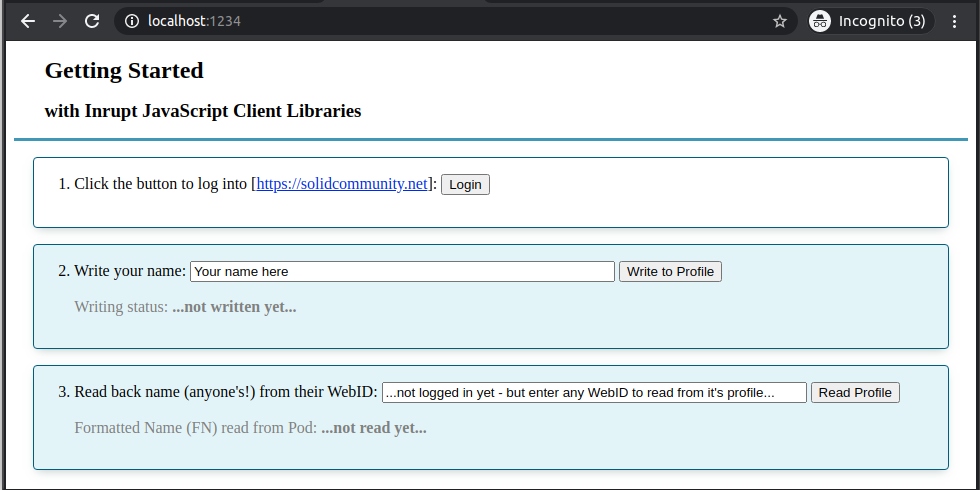 localhost:1234
Incognito (3)
Getting Started
with Inrupt JavaScript Client Libraries
1. Click the button to log into [https://solidcommunity.net]: Login
2. Write your name: Your name here Write to Profile
Writing status: ...not written yet...
3. Read back name (anyone's!) from their WebID: ...not logged in yet - but enter any WebID to read from it's profile... Read Profile
Formatted Name (FN) read from Pod: ...not read yet...